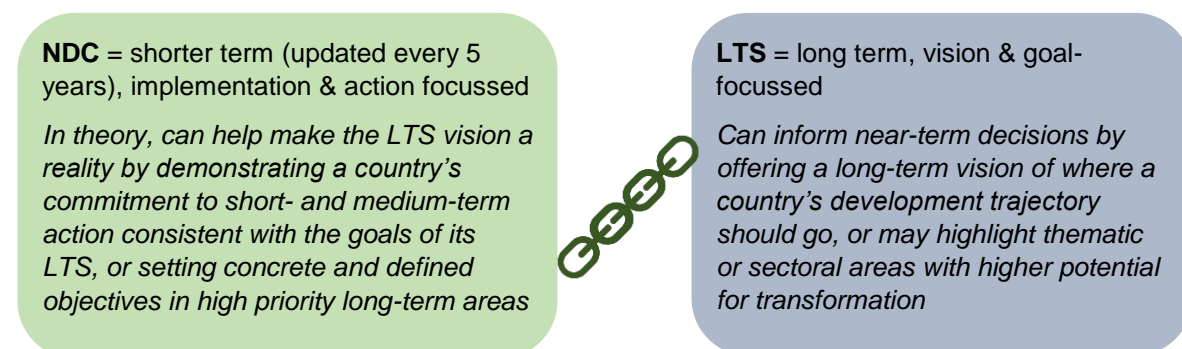 NDC = shorter term (updated every 5
years), implementation & action focussed
In theory, can help make the LTS vision a
reality by demonstrating a country's
commitment to short- and medium-term
action consistent with the goals of its
LTS, or setting concrete and defined
objectives in high priority long-term areas
LTS = long term, vision & goal-
focussed
Can inform near-term decisions by
offering a long-term vision of where a
country's development trajectory
should go, or may highlight thematic
or sectoral areas with higher potential
for transformation